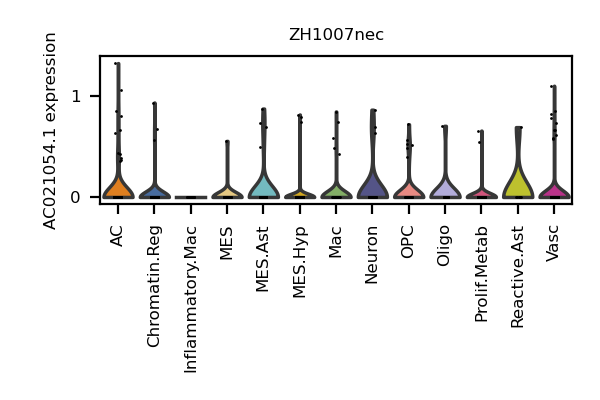 ZH1007nec
AC021054.1 expression
1
0
AC
Chromatin.Reg
Inflammatory.Mac
MES
MES.Ast
MES.Hyp
Mac
Neuron
OPC
Oligo
Prolif.Metab
Reactive.Ast
Vasc